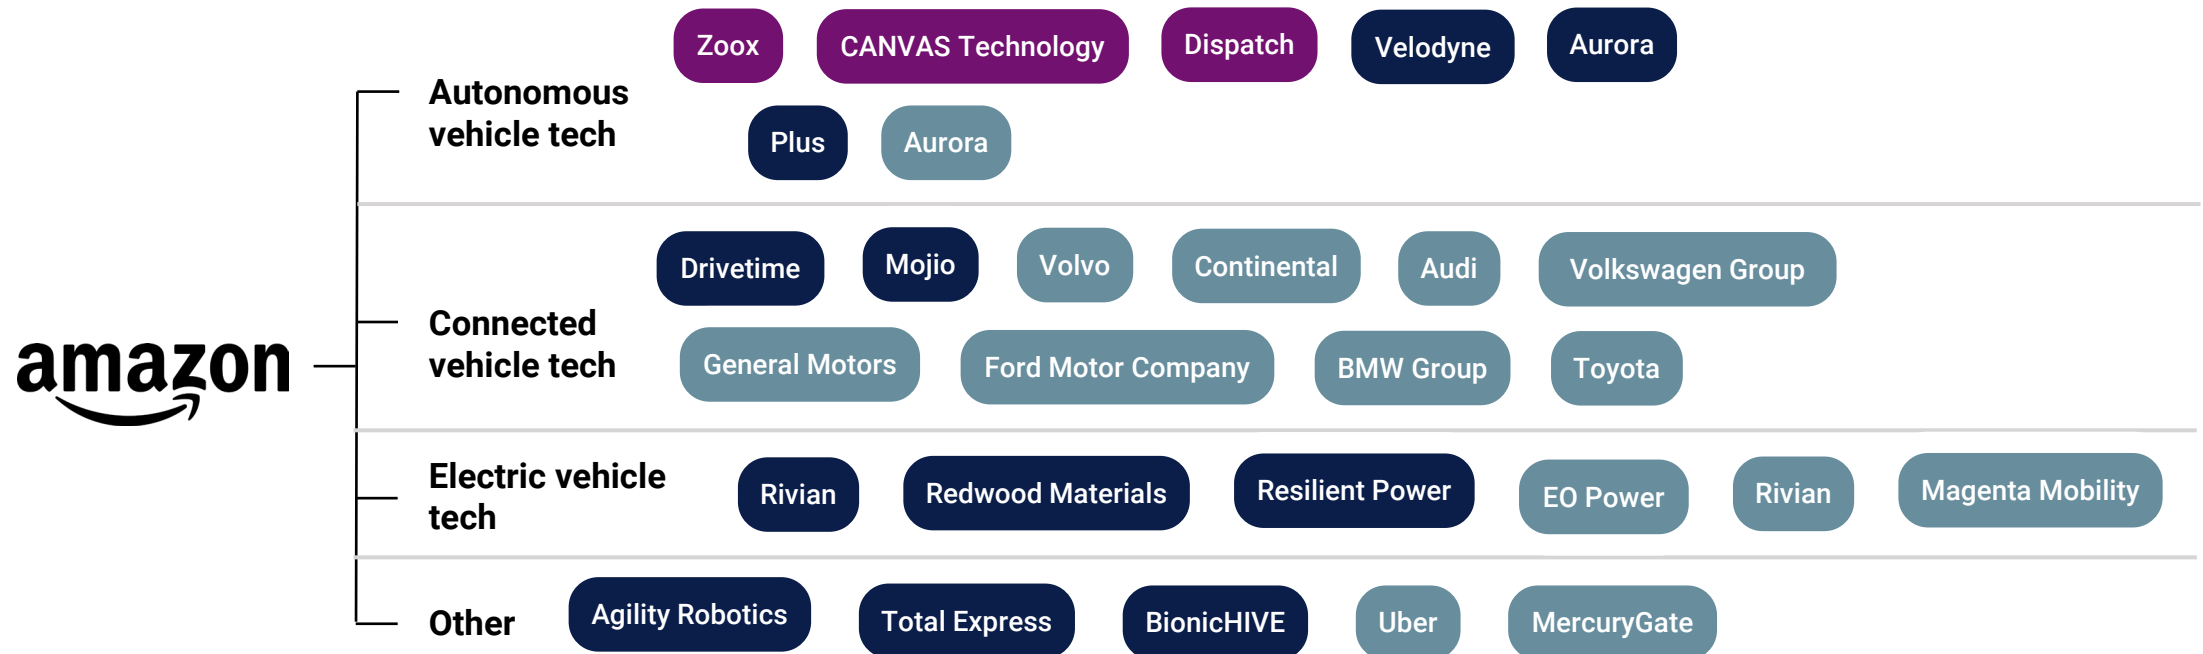 Zoox CANVAS Technology Dispatch Velodyne Aurora
Autonomous
vehicle tech
Plus Aurora
Drivetime Mojio Volvo Continental Audi Volkswagen Group
Connected
vehicle tech
General Motors Ford Motor Company BMW Group Toyota
amazon
Electric vehicle
tech
Rivian Redwood Materials Resilient Power EO Power Rivian Magenta Mobility
Other
Agility Robotics Total Express BionicHIVE Uber MercuryGate